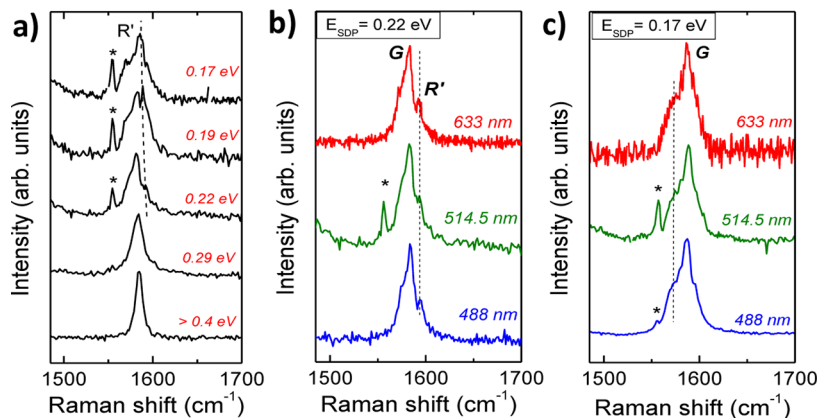 a)
R'
*
0.17 eV
*
0.19 eV
*
0.22 eV
0.29 eV
> 0.4 eV
Intensity (arb. units)
1500 1600 1700
Raman shift (cm⁻¹)
b)
E_SDP = 0.22 eV
G
R'
633 nm
*
514.5 nm
488 nm
Intensity (arb. units)
1500 1600 1700
Raman shift (cm⁻¹)
c)
E_SDP = 0.17 eV
G
633 nm
*
514.5 nm
*
488 nm
Intensity (arb. units)
1500 1600 1700
Raman shift (cm⁻¹)